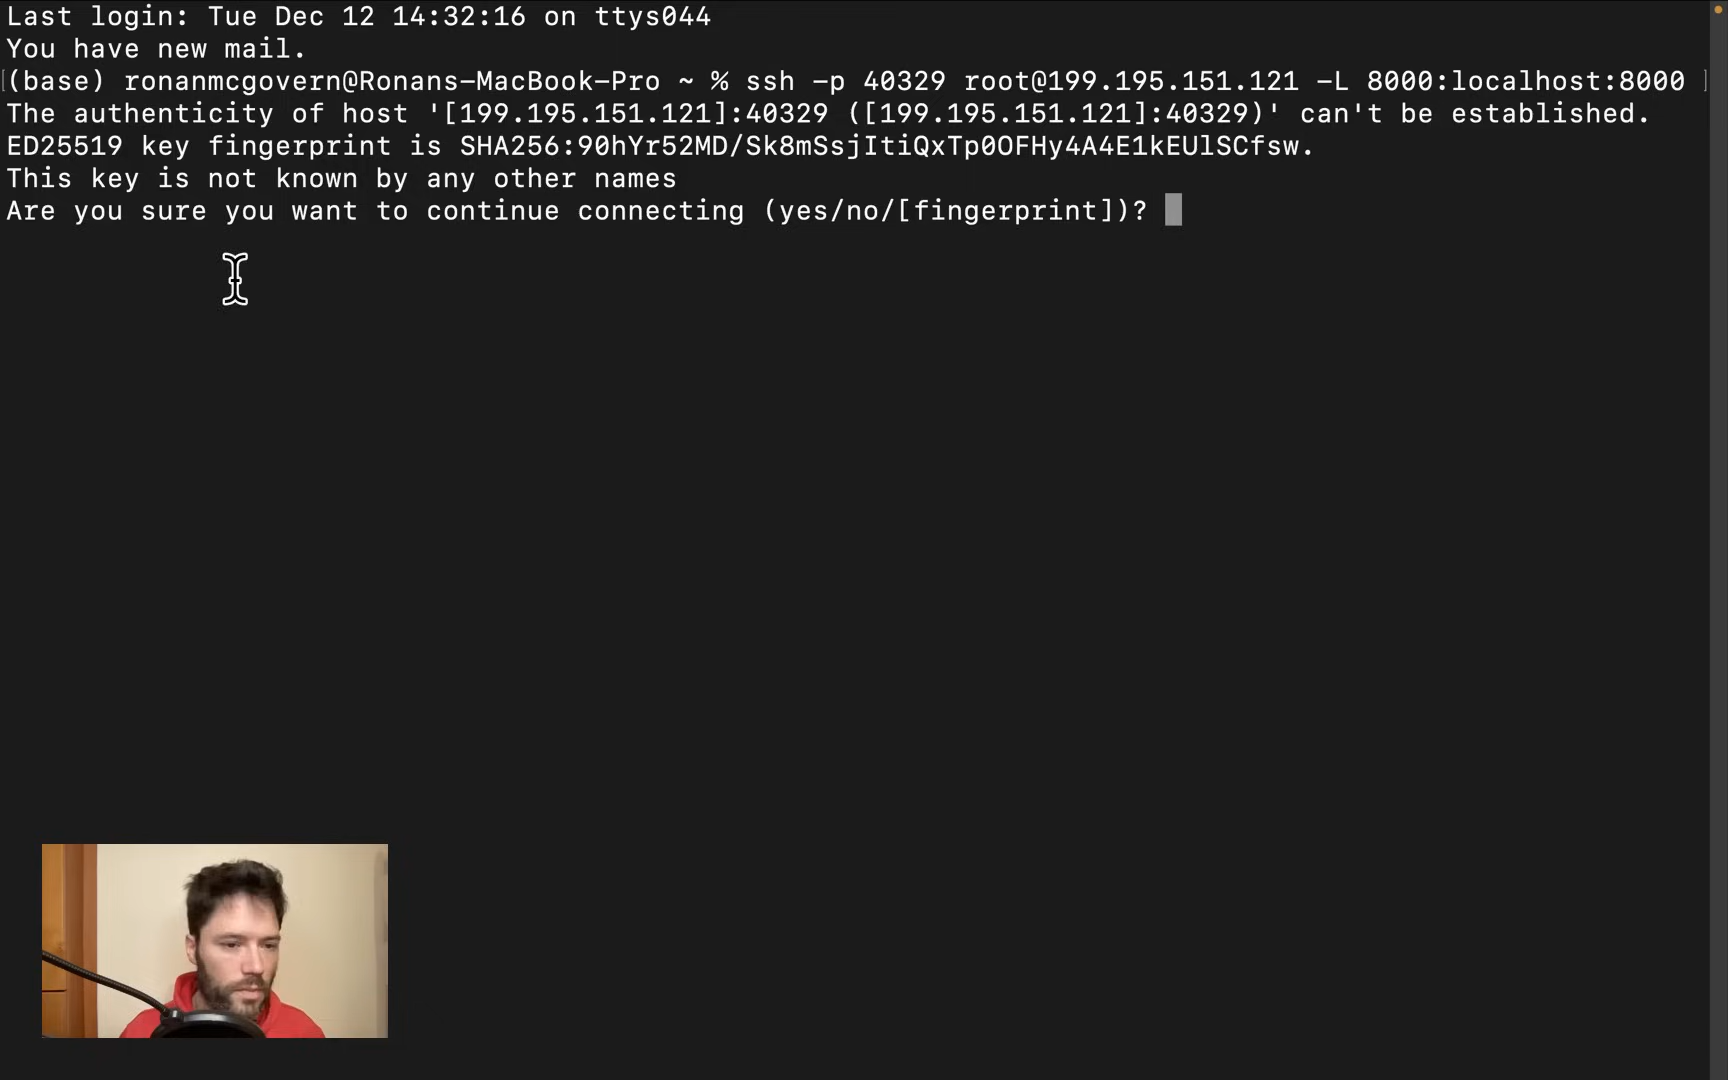 Last login: Tue Dec 12 14:32:16 on ttys044
You have new mail.
(base) ronanmcgovern@Ronans-MacBook-Pro ~ % ssh -p 40329 root@199.195.151.121 -L 8000:localhost:8000
The authenticity of host '[199.195.151.121]:40329 ([199.195.151.121]:40329)' can't be established.
ED25519 key fingerprint is SHA256:90hYr52MD/Sk8mSsjItiQxTp0OFHy4A4E1kEUlSCfsw.
This key is not known by any other names
Are you sure you want to continue connecting (yes/no/[fingerprint])?